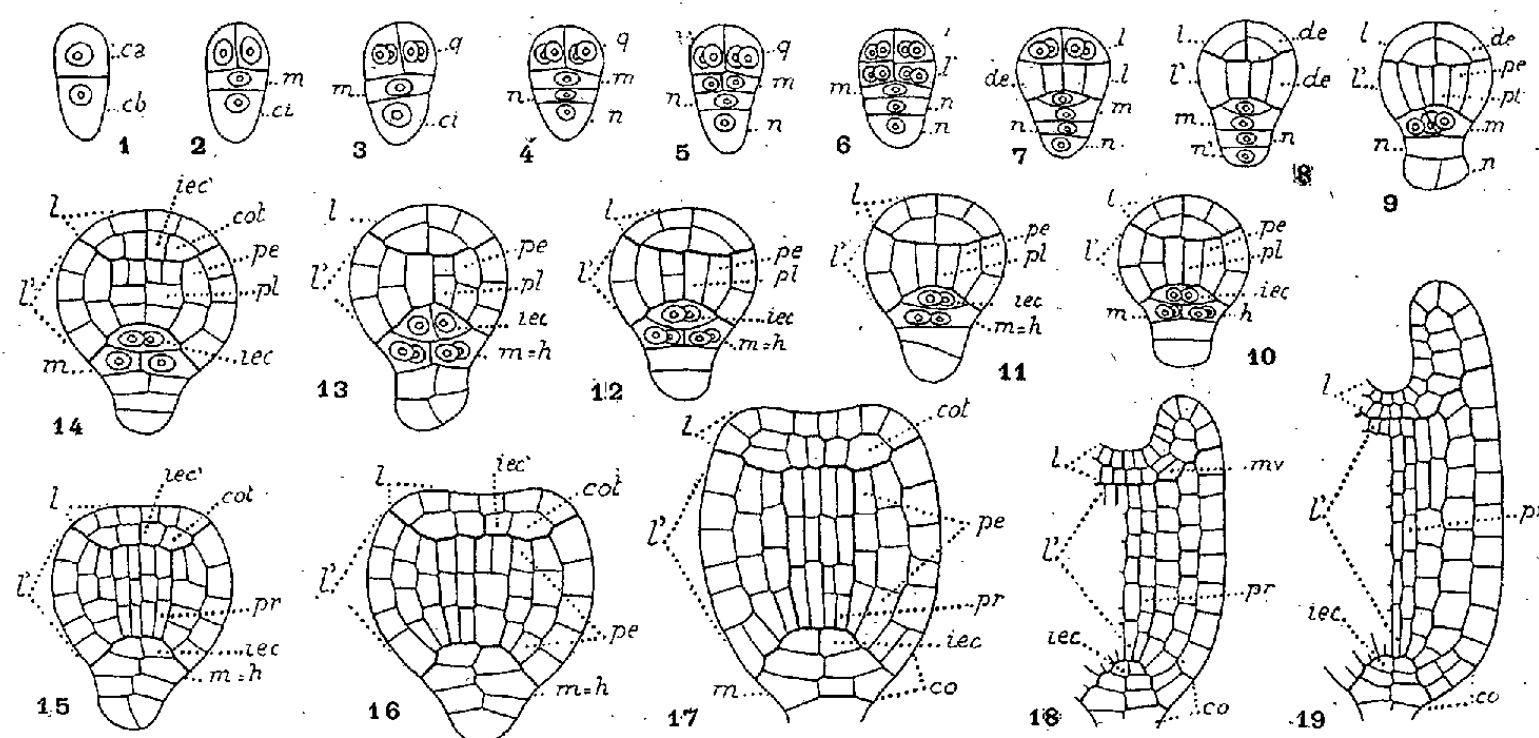 ca
cb
1
m
ci
2
q
m
ci
3
q
m
n
n
4
q
m
n
n
5
l
l'
m
n
n
6
l
de
l
m
n
n
7
l
de
l'
de
m
n
n'
8
l
de
l'
pe
pl
m
n
n
9
l
iec'
cot
pe
l'
pl
m
iec
14
l
l'
pe
pl
iec
m=h
13
l
l'
pe
pl
iec
m=h
12
l
l'
pe
pl
iec
m=h
11
l
l'
pe
pl
iec
m
h
10
l
iec'
cot
l'
pr
iec
m=h
15
l
iec'
cot
l'
pe
m=h
16
l
cot
l'
pe
pr
iec
m
co
17
l
mv
l'
pr
iec
co
18
l
l'
iec
co
19